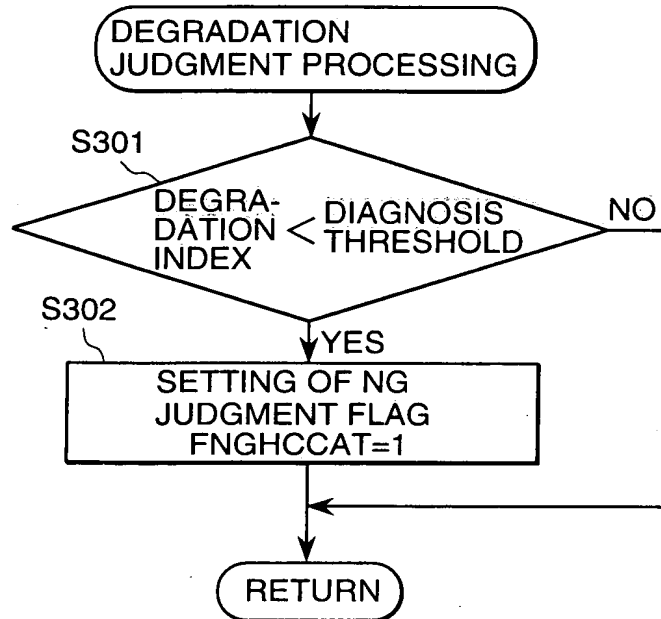 DEGRADATION
JUDGMENT PROCESSING
S301
DEGRA-
DATION
INDEX
<
DIAGNOSIS
THRESHOLD
NO
YES
S302
SETTING OF NG
JUDGMENT FLAG
FNGHCCAT=1
RETURN